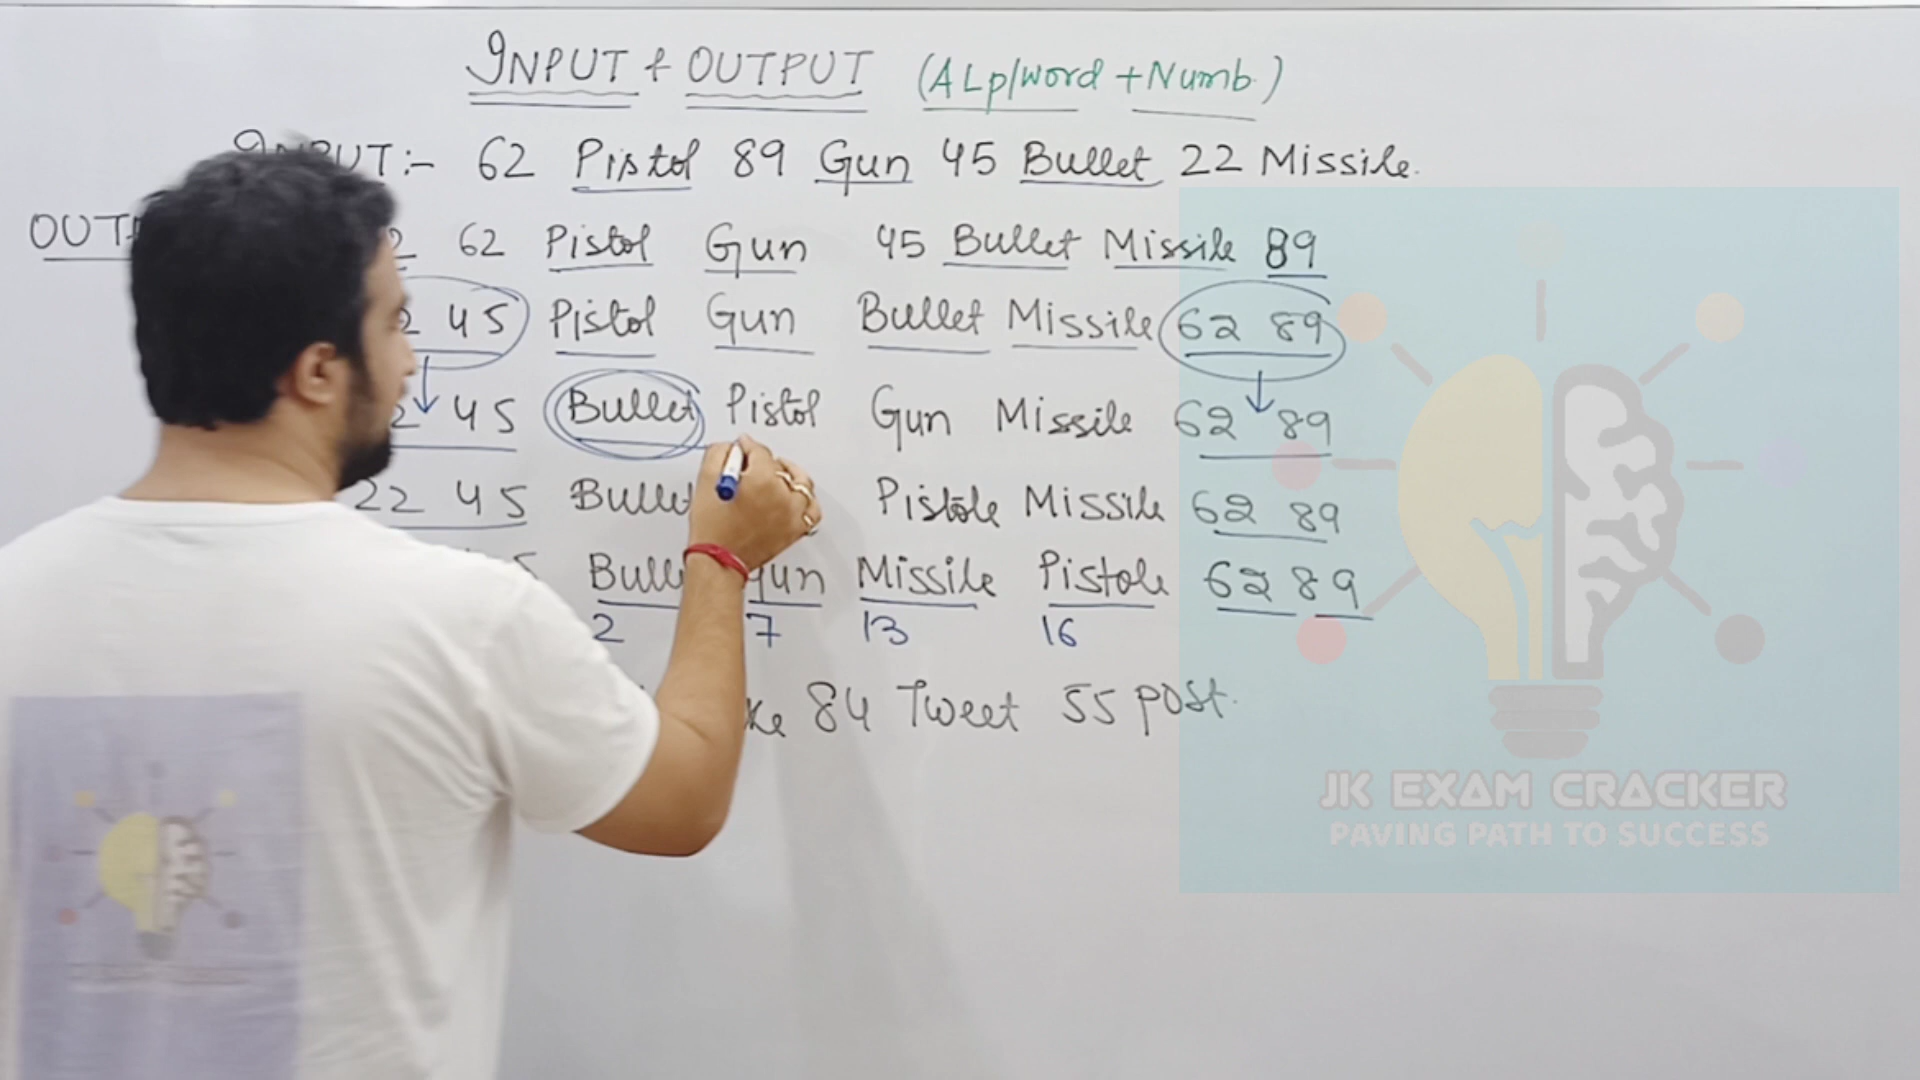 INPUT + OUTPUT (ALp/word + Numb.)
INPUT:- 62 Pistol 89 Gun 45 Bullet 22 Missile.
62 Pistol Gun 45 Bullet Missile 89
45 Pistol Gun Bullet Missile 62 89
45 Bullet Pistol Gun Missile 62 89
22 45 Pistole Missile 62 89
Missile Pistole 62 89
2 7 13 16
84 Tweet 55 post.
JK EXAM CRACKER
PAVING PATH TO SUCCESS